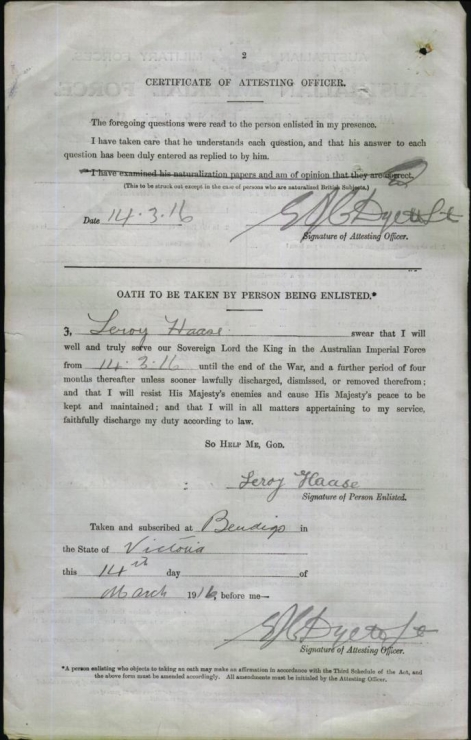 2
CERTIFICATE OF ATTESTING OFFICER.
The foregoing questions were read to the person enlisted in my presence.
I have taken care that he understands each question, and that his answer to each
question has been duly entered as replied to by him.
*I have examined his naturalization papers and am of opinion that they are correct.
(This to be struck out except in the case of persons who are naturalized British Subjects.)
Date 14.3.16
Signature of Attesting Officer.
OATH TO BE TAKEN BY PERSON BEING ENLISTED.*
3, Leroy Haase swear that I will
well and truly serve our Sovereign Lord the King in the Australian Imperial Force
from 14.3.16 until the end of the War, and a further period of four
months thereafter unless sooner lawfully discharged, dismissed, or removed therefrom;
and that I will resist His Majesty's enemies and cause His Majesty's peace to be
kept and maintained; and that I will in all matters appertaining to my service,
faithfully discharge my duty according to law.
SO HELP ME, GOD.
Leroy Haase
Signature of Person Enlisted.
Taken and subscribed at Bendigo in
the State of Victoria
this 14th day of
March 1916, before me—
Signature of Attesting Officer.
*A person enlisting who objects to taking an oath may make an affirmation in accordance with the Third Schedule of the Act, and
the above form must be amended accordingly. All amendments must be initialed by the Attesting Officer.